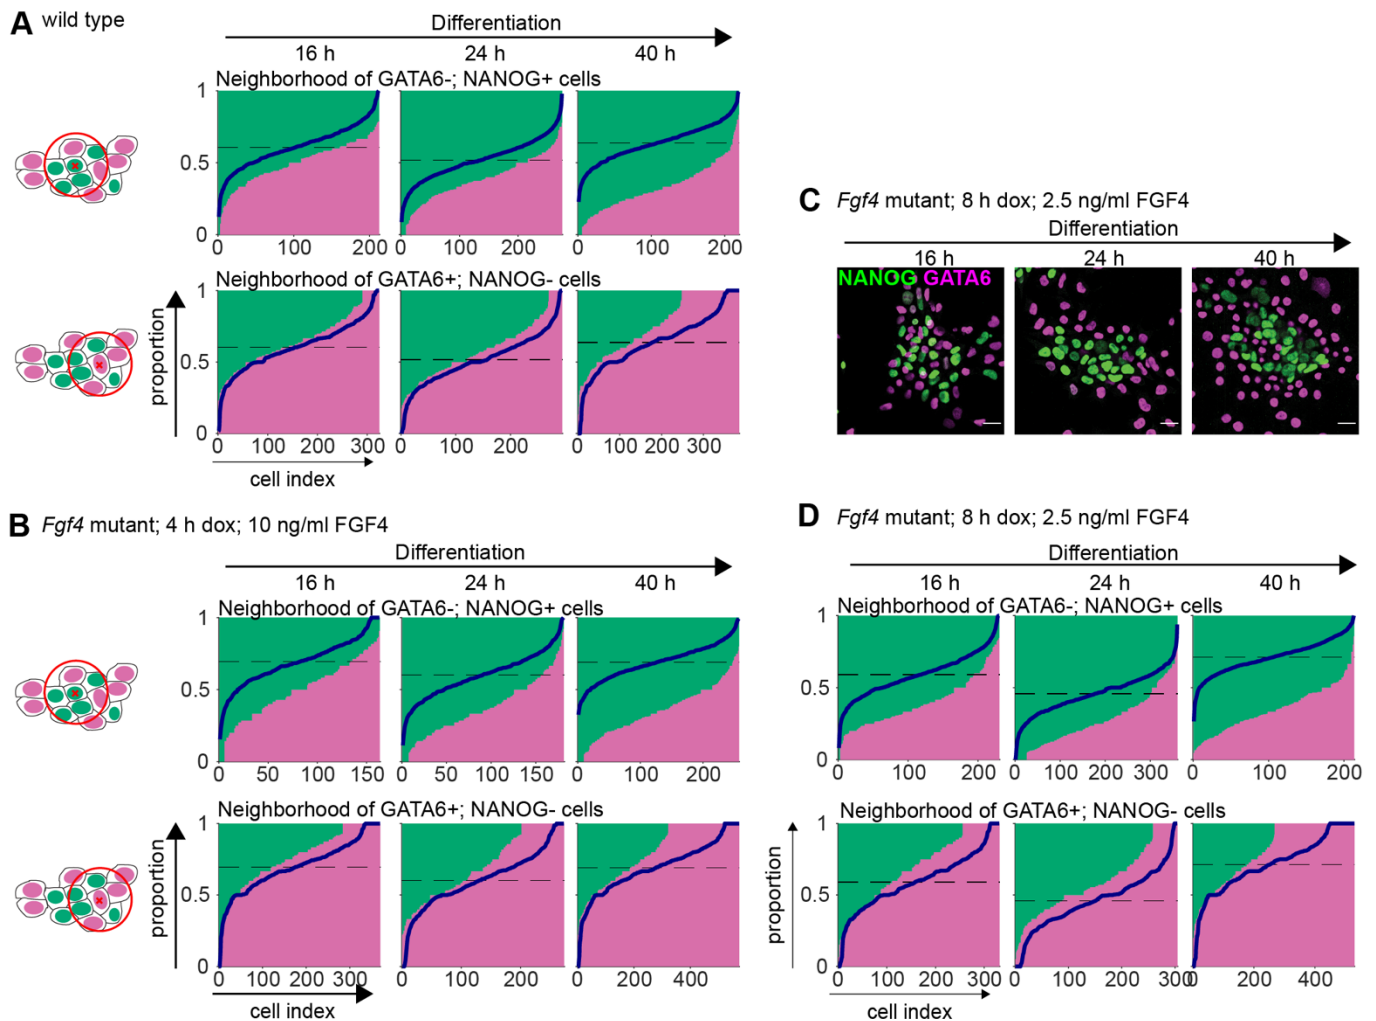 A wild type
Differentiation
16 h 24 h 40 h
Neighborhood of GATA6-; NANOG+ cells
1
0.5
0
0 100 200 0 100 200 0 100 200
Neighborhood of GATA6+; NANOG- cells
1
0.5
0
proportion
0 100 200 300 0 100 200 0 100 200 300
cell index
B Fgf4 mutant; 4 h dox; 10 ng/ml FGF4
Differentiation
16 h 24 h 40 h
Neighborhood of GATA6-; NANOG+ cells
1
0.5
0
0 50 100 150 0 50 100 150 0 100 200
Neighborhood of GATA6+; NANOG- cells
1
0.5
0
proportion
0 100 200 300 0 100 200 0 200 400
cell index
C Fgf4 mutant; 8 h dox; 2.5 ng/ml FGF4
Differentiation
16 h 24 h 40 h
NANOG GATA6
D Fgf4 mutant; 8 h dox; 2.5 ng/ml FGF4
Differentiation
16 h 24 h 40 h
Neighborhood of GATA6-; NANOG+ cells
1
0.5
0
0 100 200 0 100 200 300 0 100 200
Neighborhood of GATA6+; NANOG- cells
1
0.5
0
proportion
0 100 200 300 0 100 200 300 0 200 400
cell index